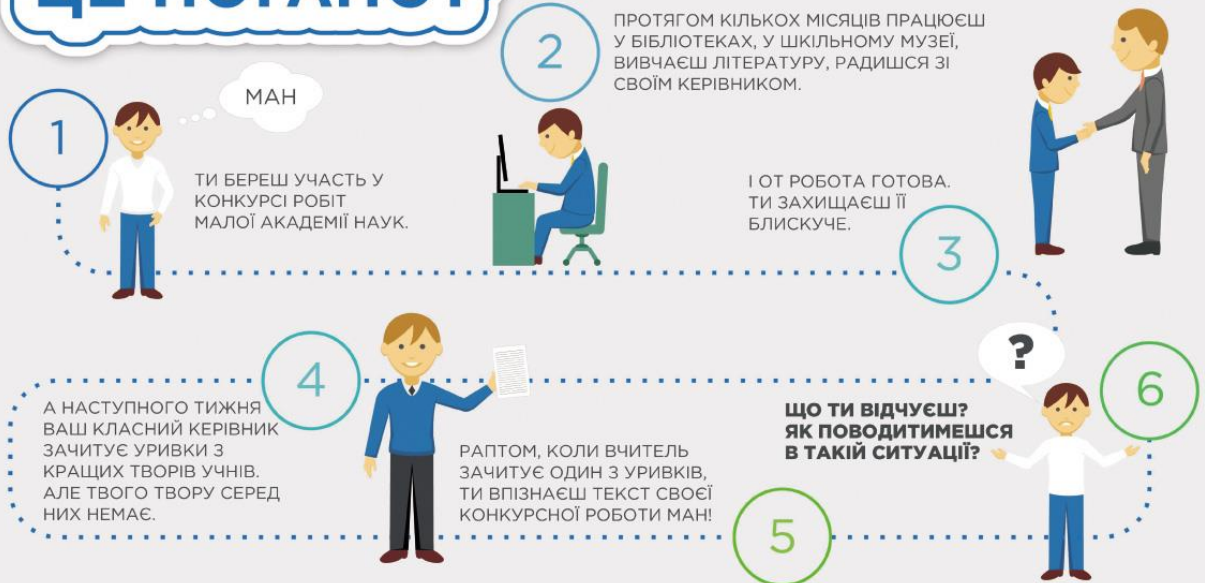 ЦЕ ПОГАНО?
1
МАН
ТИ БЕРЕШ УЧАСТЬ У
КОНКУРСІ РОБІТ
МАЛОЇ АКАДЕМІЇ НАУК.
2
ПРОТЯГОМ КІЛЬКОХ МІСЯЦІВ ПРАЦЮЄШ
У БІБЛІОТЕКАХ, У ШКІЛЬНОМУ МУЗЕЇ,
ВИВЧАЄШ ЛІТЕРАТУРУ, РАДИШСЯ ЗІ
СВОЇМ КЕРІВНИКОМ.
І ОТ РОБОТА ГОТОВА.
ТИ ЗАХИЩАЄШ ЇЇ
БЛИСКУЧЕ.
3
4
А НАСТУПНОГО ТИЖНЯ
ВАШ КЛАСНИЙ КЕРІВНИК
ЗАЧИТУЄ УРИВКИ З
КРАЩИХ ТВОРІВ УЧНІВ.
АЛЕ ТВОГО ТВОРУ СЕРЕД
НИХ НЕМАЄ.
РАПТОМ, КОЛИ ВЧИТЕЛЬ
ЗАЧИТУЄ ОДИН З УРИВКІВ,
ТИ ВПІЗНАЄШ ТЕКСТ СВОЄЇ
КОНКУРСНОЇ РОБОТИ МАН!
5
?
6
ЩО ТИ ВІДЧУЄШ?
ЯК ПОВОДИТИМЕШСЯ
В ТАКІЙ СИТУАЦІЇ?